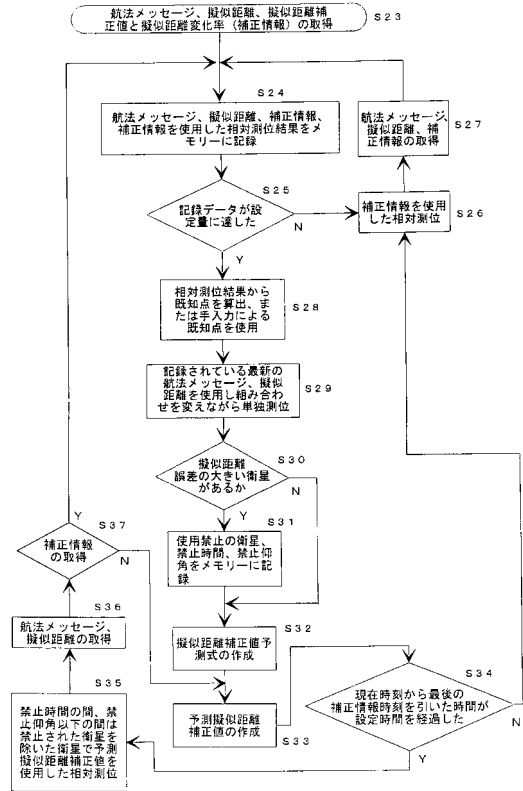 航法メッセージ、擬似距離、擬似距離補
正値と擬似距離変化率（補正情報）の取得
S23
S24
航法メッセージ、擬似距離、補正情報、
補正情報を使用した相対測位結果をメ
モリーに記録
航法メッセージ、
擬似距離、補
正情報の取得
S27
S25
記録データが設
定量に達した
N
Y
補正情報を使用
した相対測位
S26
相対測位結果から
既知点を算出、ま
たは手入力による
既知点を使用
S28
記録されている最新の
航法メッセージ、擬似
距離を使用し組み合わ
せを変えながら単独測位
S29
擬似距離
誤差の大きい衛星
があるか
S30
N
Y
S31
使用禁止の衛星、
禁止時間、禁止仰
角をメモリーに記
録
Y
S37
補正情報
の取得
N
S36
航法メッセージ、
擬似距離の取得
S32
擬似距離補正値予
測式の作成
S35
禁止時間の間、禁
止仰角以下の間は
禁止された衛星を
除いた衛星で予測
擬似距離補正値を
使用した相対測位
予測擬似距離
補正値の作成
S33
S34
現在時刻から最後の
補正情報時刻を引いた時間が
設定時間を経過した
N
Y